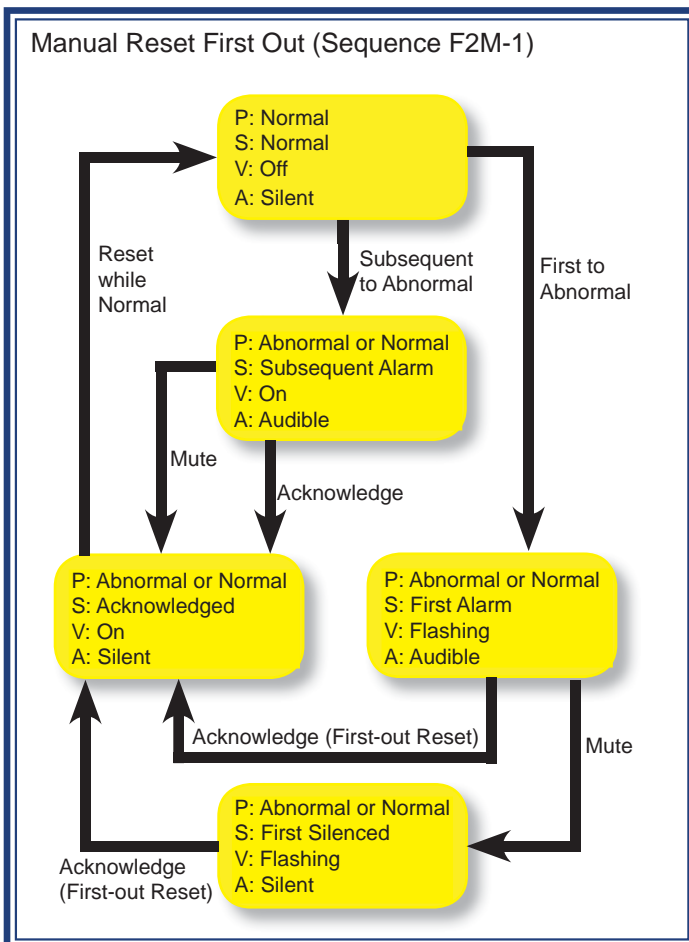 Manual Reset First Out (Sequence F2M-1)
P: Normal
S: Normal
V: Off
A: Silent
Reset
while
Normal
Subsequent
to Abnormal
First to
Abnormal
P: Abnormal or Normal
S: Subsequent Alarm
V: On
A: Audible
Mute
Acknowledge
P: Abnormal or Normal
S: Acknowledged
V: On
A: Silent
P: Abnormal or Normal
S: First Alarm
V: Flashing
A: Audible
Acknowledge (First-out Reset)
Mute
P: Abnormal or Normal
S: First Silenced
V: Flashing
A: Silent
Acknowledge
(First-out Reset)